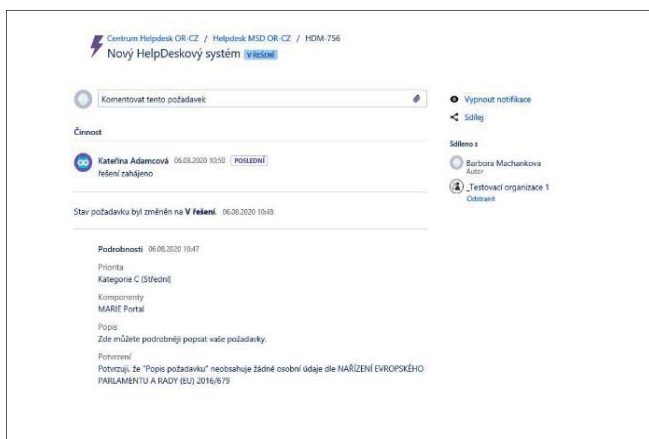 Centrum Helpdesk OR-CZ / Helpdesk MSD OR-CZ / HDM-756
Nový HelpDeskový systém V ŘEŠENÍ
Komentovat tento požadavek
Činnost
Kateřina Adamcová 06.08.2020 10:50 POSLEDNÍ
řešení zahájeno
Stav požadavku byl změněn na V řešení. 06.08.2020 10:48
Podrobnosti 06.08.2020 10:47
Priorita
Kategorie C (Střední)
Komponenty
MARIE Portal
Popis
Zde můžete podrobněji popsat vaše požadavky.
Potvrzení
Potvrzuji, že "Popis požadavku" neobsahuje žádné osobní údaje dle NAŘÍZENÍ EVROPSKÉHO
PARLAMENTU A RADY (EU) 2016/679
Vypnout notifikace
Sdílej
Sdíleno s
Barbora Machankova
Autor
_Testovací organizace 1
Odstranit